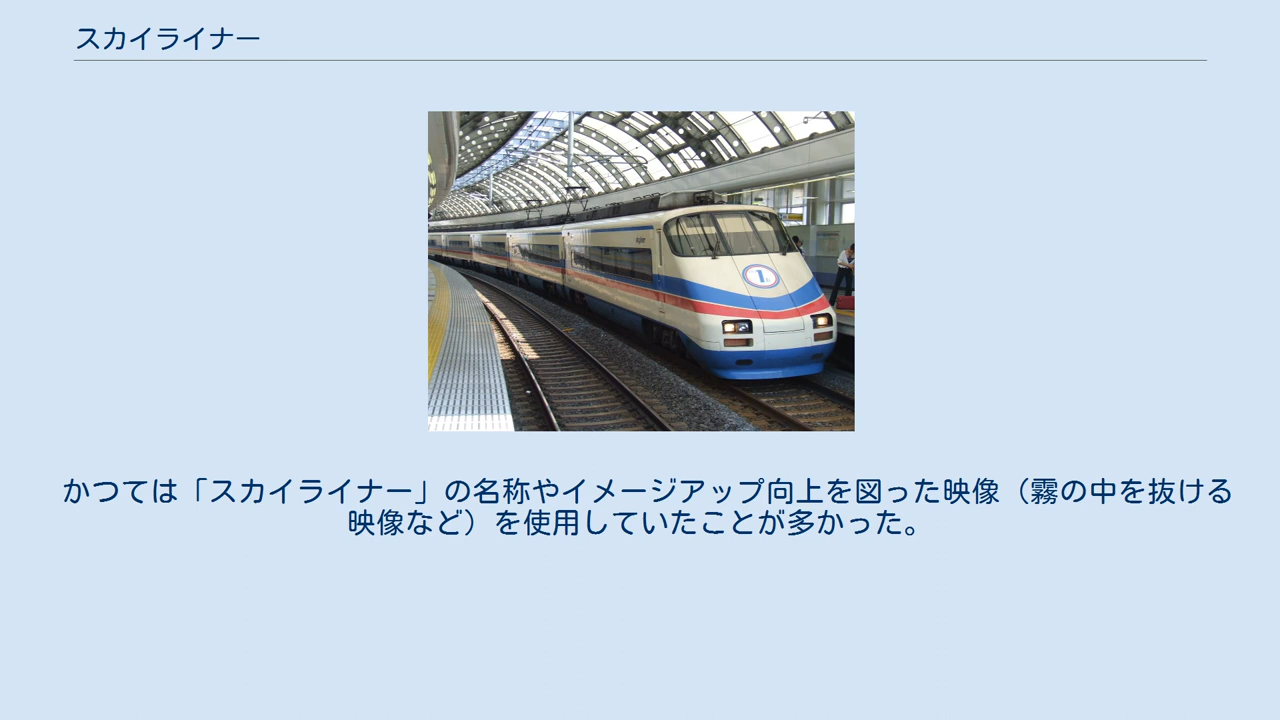 スカイライナー
1
かつては「スカイライナー」の名称やイメージアップ向上を図った映像（霧の中を抜ける
映像など）を使用していたことが多かった。